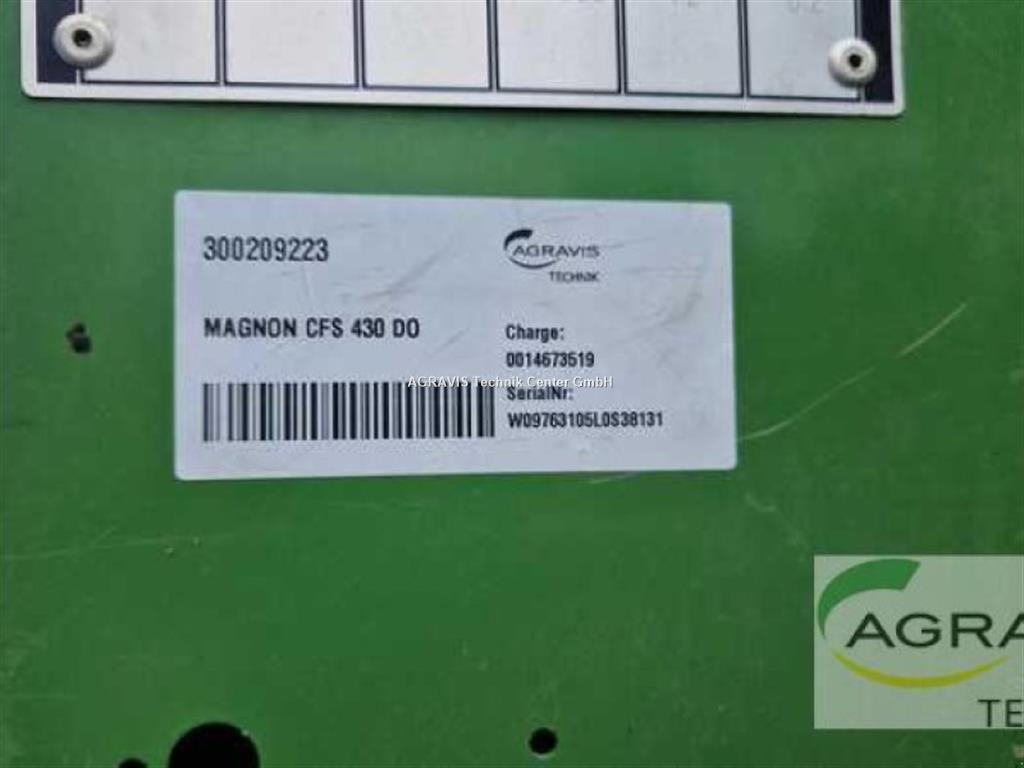 300209223
AGRAVIS
TECHNIK
MAGNON CFS 430 DO
Charge:
0014673519
AGRAVIS Technik Center GmbH
SerialNr:
W09763105L0S38131
AGRA
TE